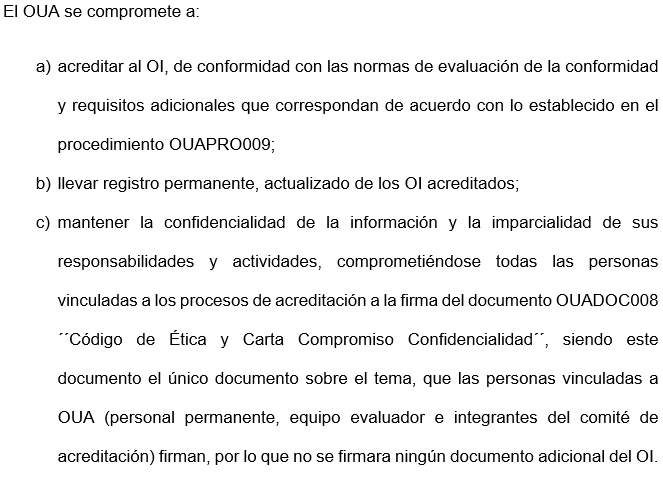 El OUA se compromete a:
a) acreditar al OI, de conformidad con las normas de evaluación de la conformidad
y requisitos adicionales que correspondan de acuerdo con lo establecido en el
procedimiento OUAPRO009;
b) llevar registro permanente, actualizado de los OI acreditados;
c) mantener la confidencialidad de la información y la imparcialidad de sus
responsabilidades y actividades, comprometiéndose todas las personas
vinculadas a los procesos de acreditación a la firma del documento OUADOC008
´´Código de Ética y Carta Compromiso Confidencialidad´´, siendo este
documento el único documento sobre el tema, que las personas vinculadas a
OUA (personal permanente, equipo evaluador e integrantes del comité de
acreditación) firman, por lo que no se firmara ningún documento adicional del OI.